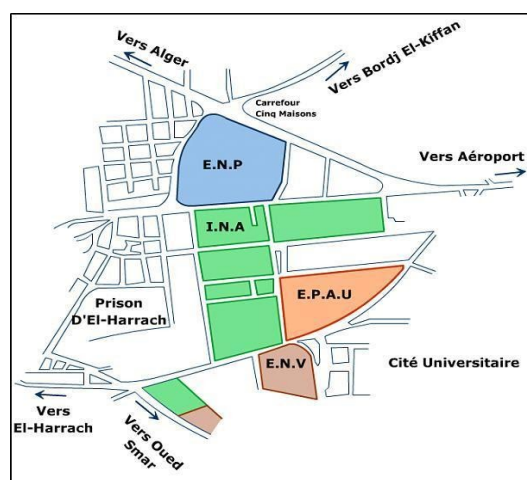 Vers Alger
Vers Bordj El-Kiffan
Carrefour
Cinq Maisons
Vers Aéroport
E.N.P
I.N.A
E.P.A.U
Prison
D'El-Harrach
E.N.V
Cité Universitaire
Vers
El-Harrach
Vers Oued
Smar